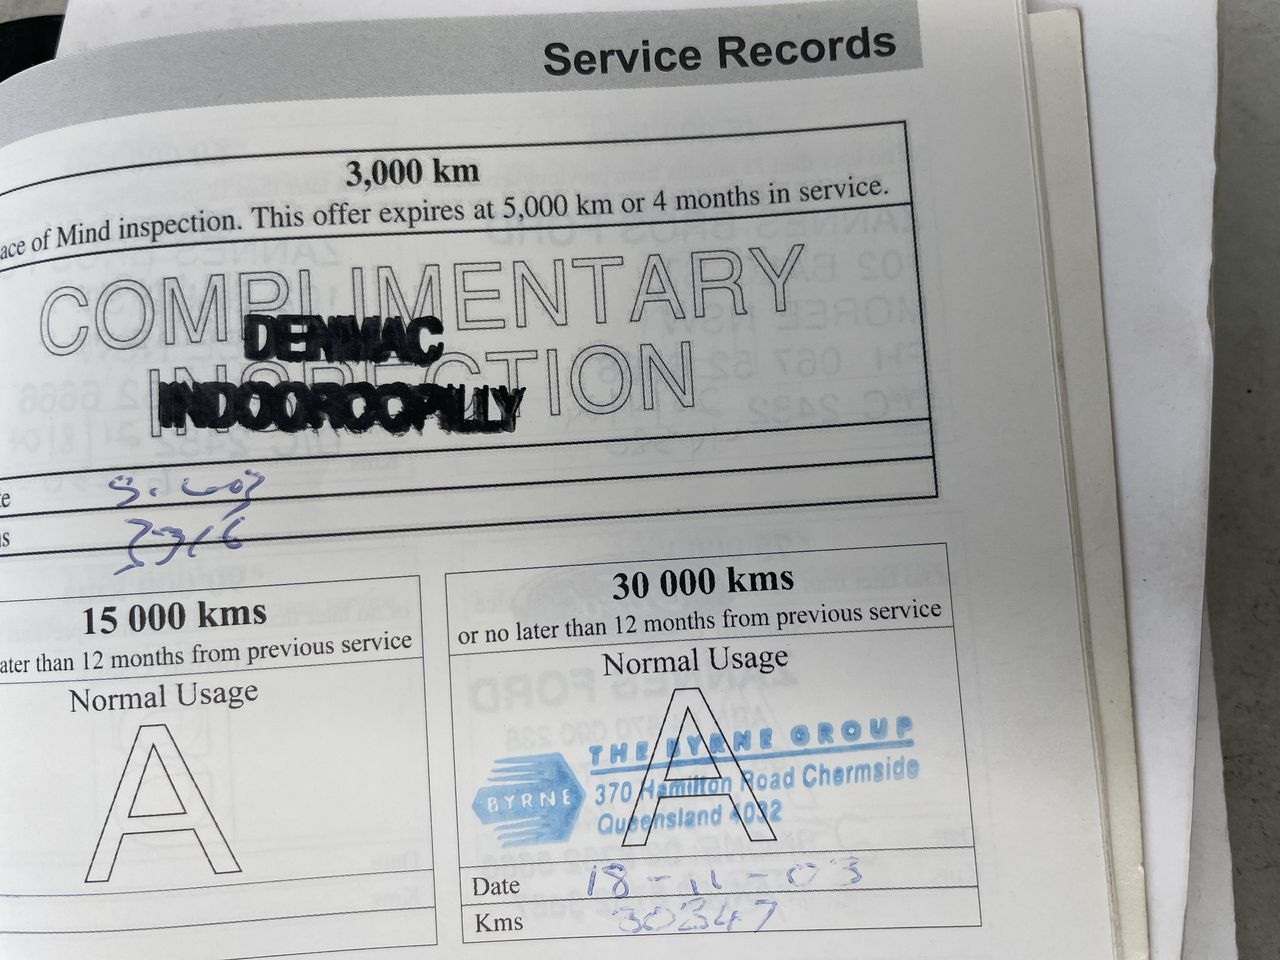 Service Records
3,000 km
ace of Mind inspection. This offer expires at 5,000 km or 4 months in service.
COMPLIMENTARY
DENMAC
INSPECTION
INDOOROOPILLY
15 000 kms
ater than 12 months from previous service
Normal Usage
A
30 000 kms
or no later than 12 months from previous service
Normal Usage
A
THE BYRNE GROUP
BYRNE
370 Hamilton Road Chermside
Queensland 4032
Date 18-11-03
Kms 30347